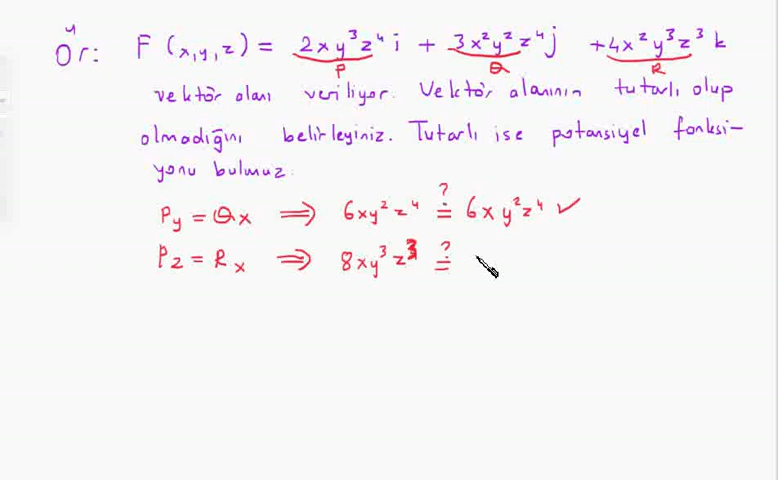 Ör: F (x,y,z) = 2xy³z⁴ i + 3x²y²z⁴ j + 4x²y³z³ k
P Q R
vektör alanı veriliyor. Vektör alanının tutarlı olup
olmadığını belirleyiniz. Tutarlı ise potansiyel fonksi-
yonu bulunuz.
Py = Qx ⟹ 6xy²z⁴ ≟ 6xy²z⁴ ✓
Pz = Rx ⟹ 8xy³z³ ≟